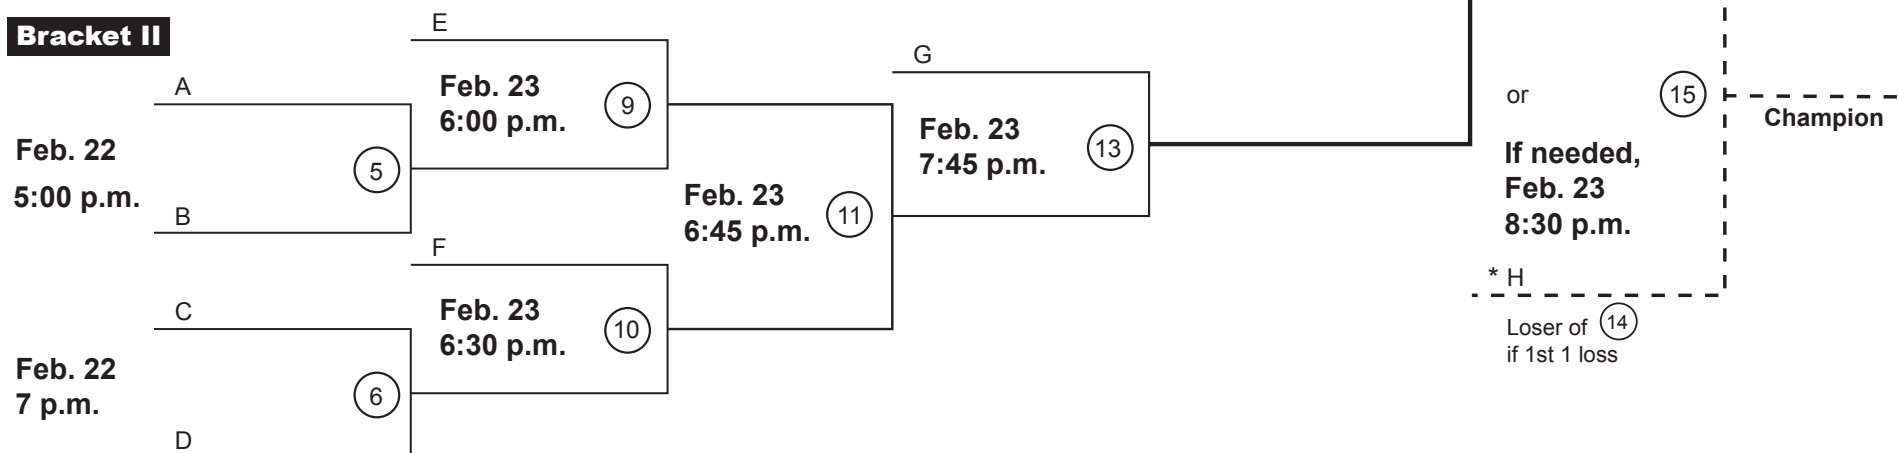 Bracket II
A
Feb. 22
5:00 p.m.
5
B
C
Feb. 22
7 p.m.
6
D
E
Feb. 23
6:00 p.m.
9
F
Feb. 23
6:30 p.m.
10
Feb. 23
6:45 p.m.
11
G
Feb. 23
7:45 p.m.
13
or
15
If needed,
Feb. 23
8:30 p.m.
* H
Loser of 14
if 1st 1 loss
Champion